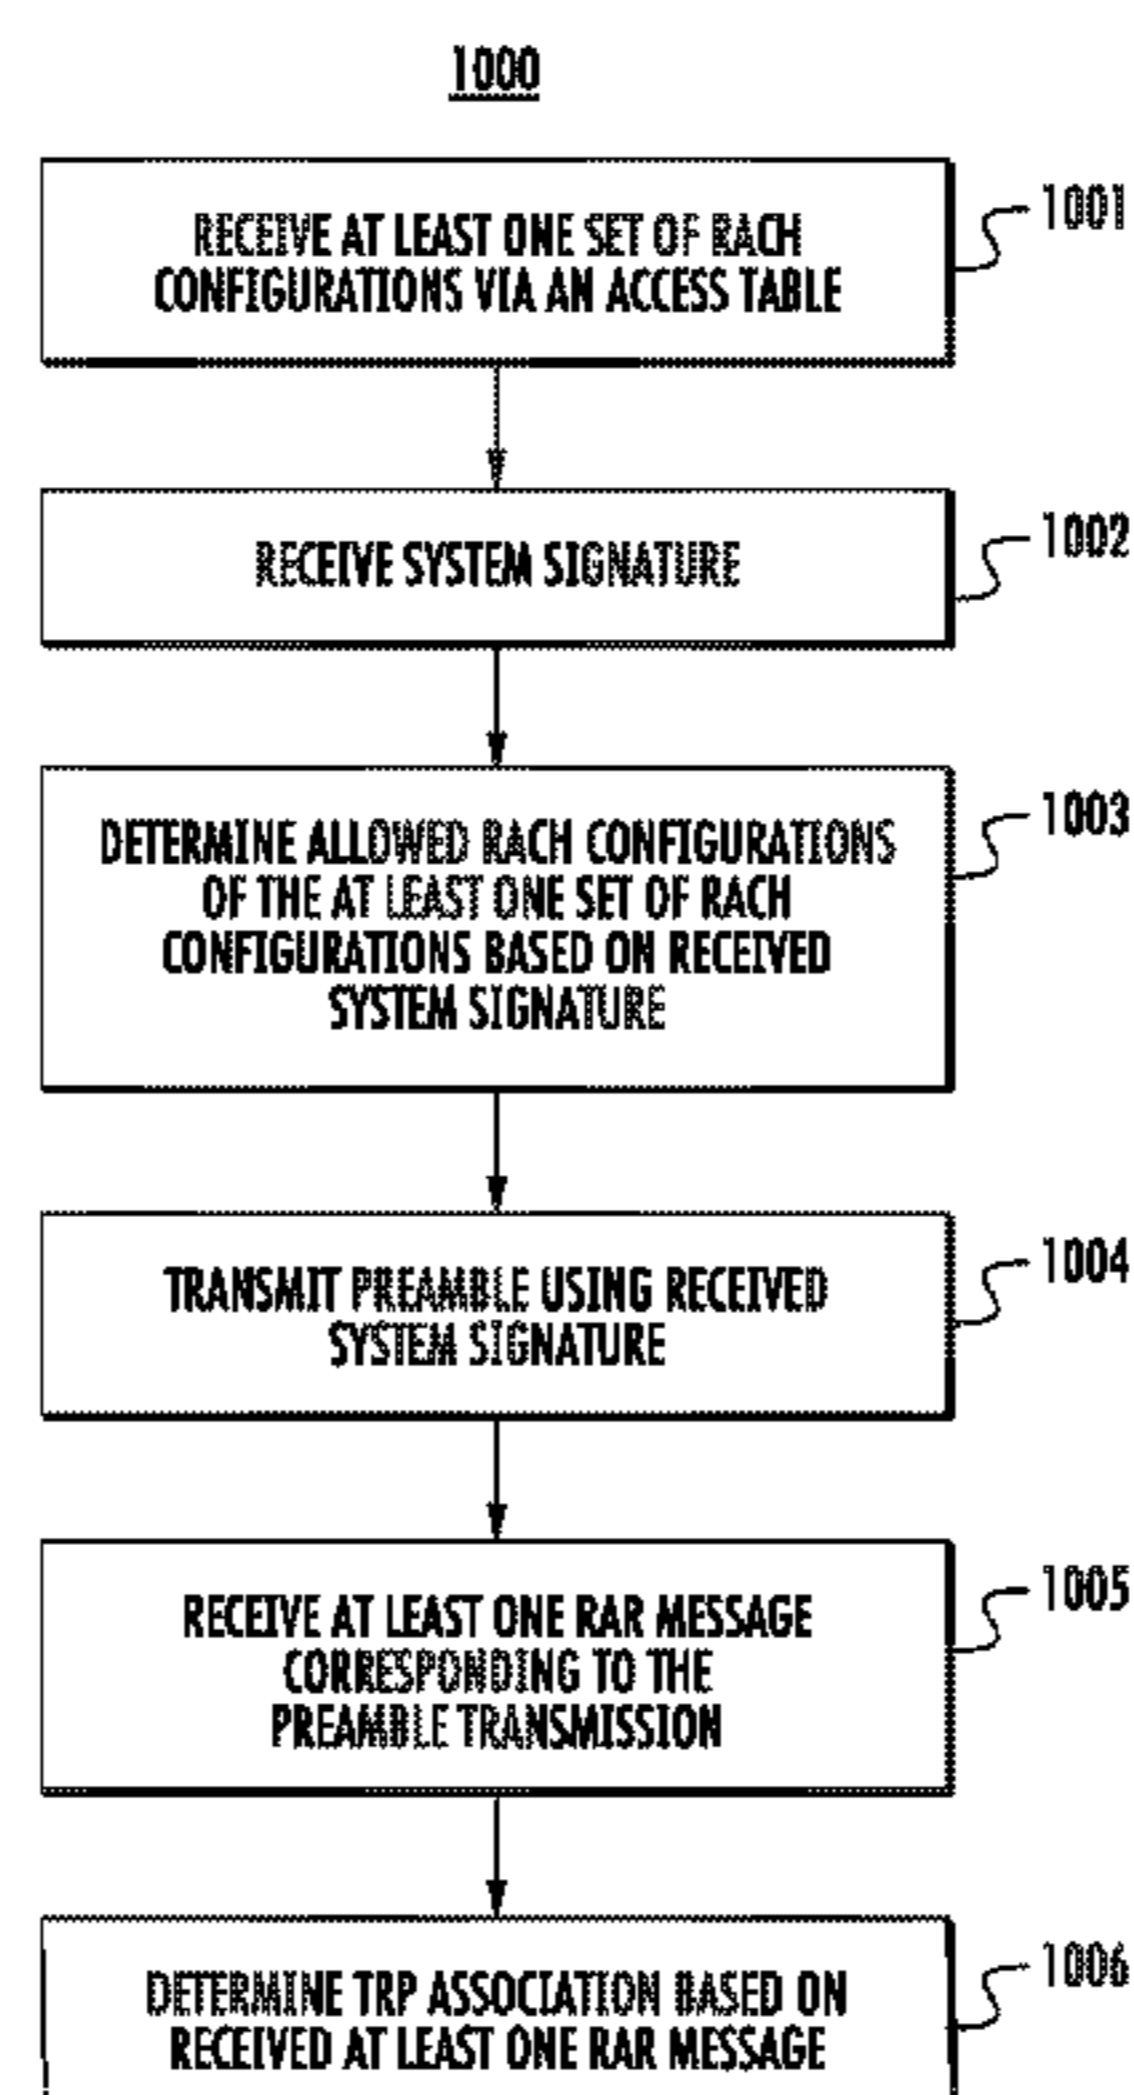 1000
RECEIVE AT LEAST ONE SET OF RACH
CONFIGURATIONS VIA AN ACCESS TABLE
1001
RECEIVE SYSTEM SIGNATURE
1002
DETERMINE ALLOWED RACH CONFIGURATIONS
OF THE AT LEAST ONE SET OF RACH
CONFIGURATIONS BASED ON RECEIVED
SYSTEM SIGNATURE
1003
TRANSMIT PREAMBLE USING RECEIVED
SYSTEM SIGNATURE
1004
RECEIVE AT LEAST ONE RAR MESSAGE
CORRESPONDING TO THE
PREAMBLE TRANSMISSION
1005
DETERMINE TRP ASSOCIATION BASED ON
RECEIVED AT LEAST ONE RAR MESSAGE
1006